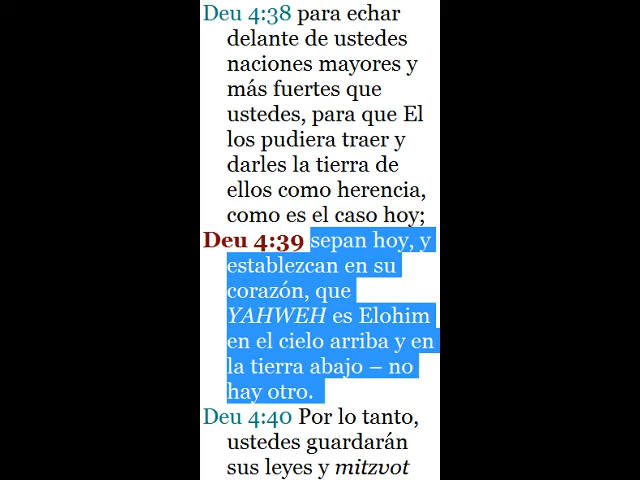 Deu 4:38 para echar
delante de ustedes
naciones mayores y
más fuertes que
ustedes, para que El
los pudiera traer y
darles la tierra de
ellos como herencia,
como es el caso hoy;
Deu 4:39 sepan hoy, y
establezcan en su
corazón, que
YAHWEH es Elohim
en el cielo arriba y en
la tierra abajo – no
hay otro.
Deu 4:40 Por lo tanto,
ustedes guardarán
sus leyes y mitzvot